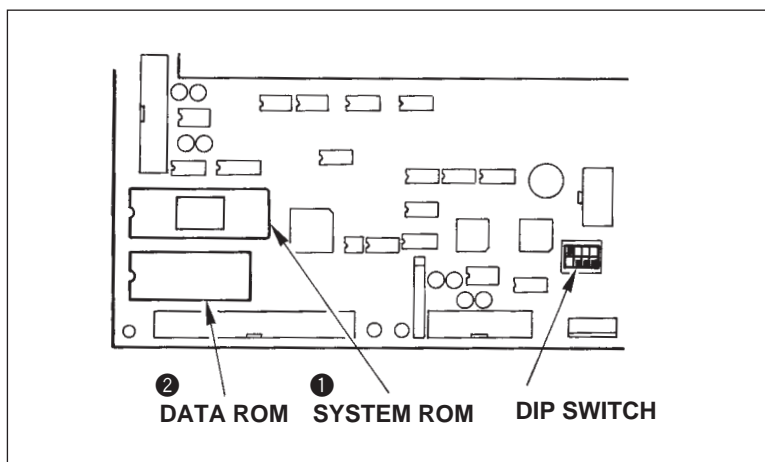 ❷ ❶
DATA ROM SYSTEM ROM DIP SWITCH